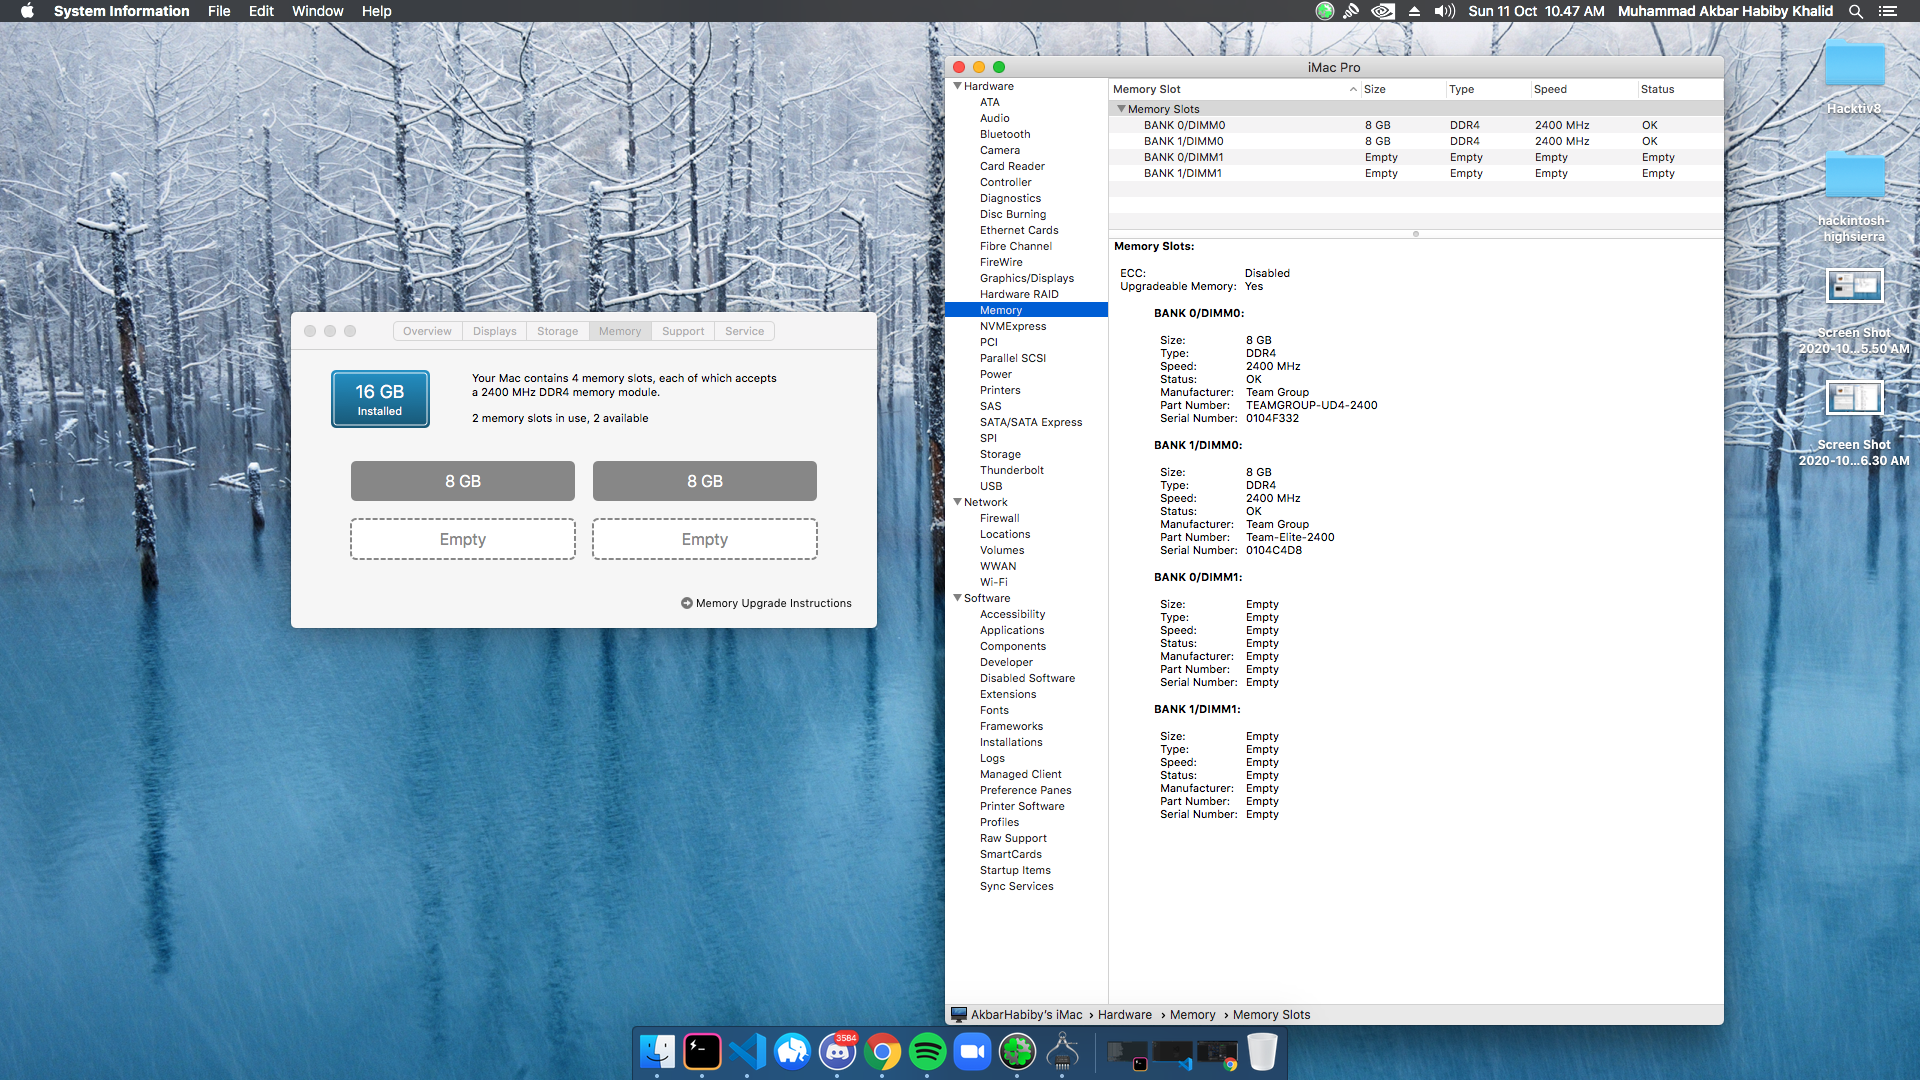 System Information File Edit Window Help
Sun 11 Oct 10.47 AM Muhammad Akbar Habiby Khalid
Overview Displays Storage Memory Support Service
16 GB
Installed
Your Mac contains 4 memory slots, each of which accepts
a 2400 MHz DDR4 memory module.
2 memory slots in use, 2 available
8 GB 8 GB
Empty Empty
Memory Upgrade Instructions
iMac Pro
Hardware
ATA
Audio
Bluetooth
Camera
Card Reader
Controller
Diagnostics
Disc Burning
Ethernet Cards
Fibre Channel
FireWire
Graphics/Displays
Hardware RAID
Memory
NVMExpress
PCI
Parallel SCSI
Power
Printers
SAS
SATA/SATA Express
SPI
Storage
Thunderbolt
USB
Network
Firewall
Locations
Volumes
WWAN
Wi-Fi
Software
Accessibility
Applications
Components
Developer
Disabled Software
Extensions
Fonts
Frameworks
Installations
Logs
Managed Client
Preference Panes
Printer Software
Profiles
Raw Support
SmartCards
Startup Items
Sync Services
Memory Slot Size Type Speed Status
Memory Slots
BANK 0/DIMM0 8 GB DDR4 2400 MHz OK
BANK 1/DIMM0 8 GB DDR4 2400 MHz OK
BANK 0/DIMM1 Empty Empty Empty Empty
BANK 1/DIMM1 Empty Empty Empty Empty
Memory Slots:
ECC: Disabled
Upgradeable Memory: Yes
BANK 0/DIMM0:
Size: 8 GB
Type: DDR4
Speed: 2400 MHz
Status: OK
Manufacturer: Team Group
Part Number: TEAMGROUP-UD4-2400
Serial Number: 0104F332
BANK 1/DIMM0:
Size: 8 GB
Type: DDR4
Speed: 2400 MHz
Status: OK
Manufacturer: Team Group
Part Number: Team-Elite-2400
Serial Number: 0104C4D8
BANK 0/DIMM1:
Size: Empty
Type: Empty
Speed: Empty
Status: Empty
Manufacturer: Empty
Part Number: Empty
Serial Number: Empty
BANK 1/DIMM1:
Size: Empty
Type: Empty
Speed: Empty
Status: Empty
Manufacturer: Empty
Part Number: Empty
Serial Number: Empty
AkbarHabiby's iMac › Hardware › Memory › Memory Slots
Hacktiv8
hackintosh-
highsierra
Screen Shot
2020-10...5.50 AM
Screen Shot
2020-10...6.30 AM
3584